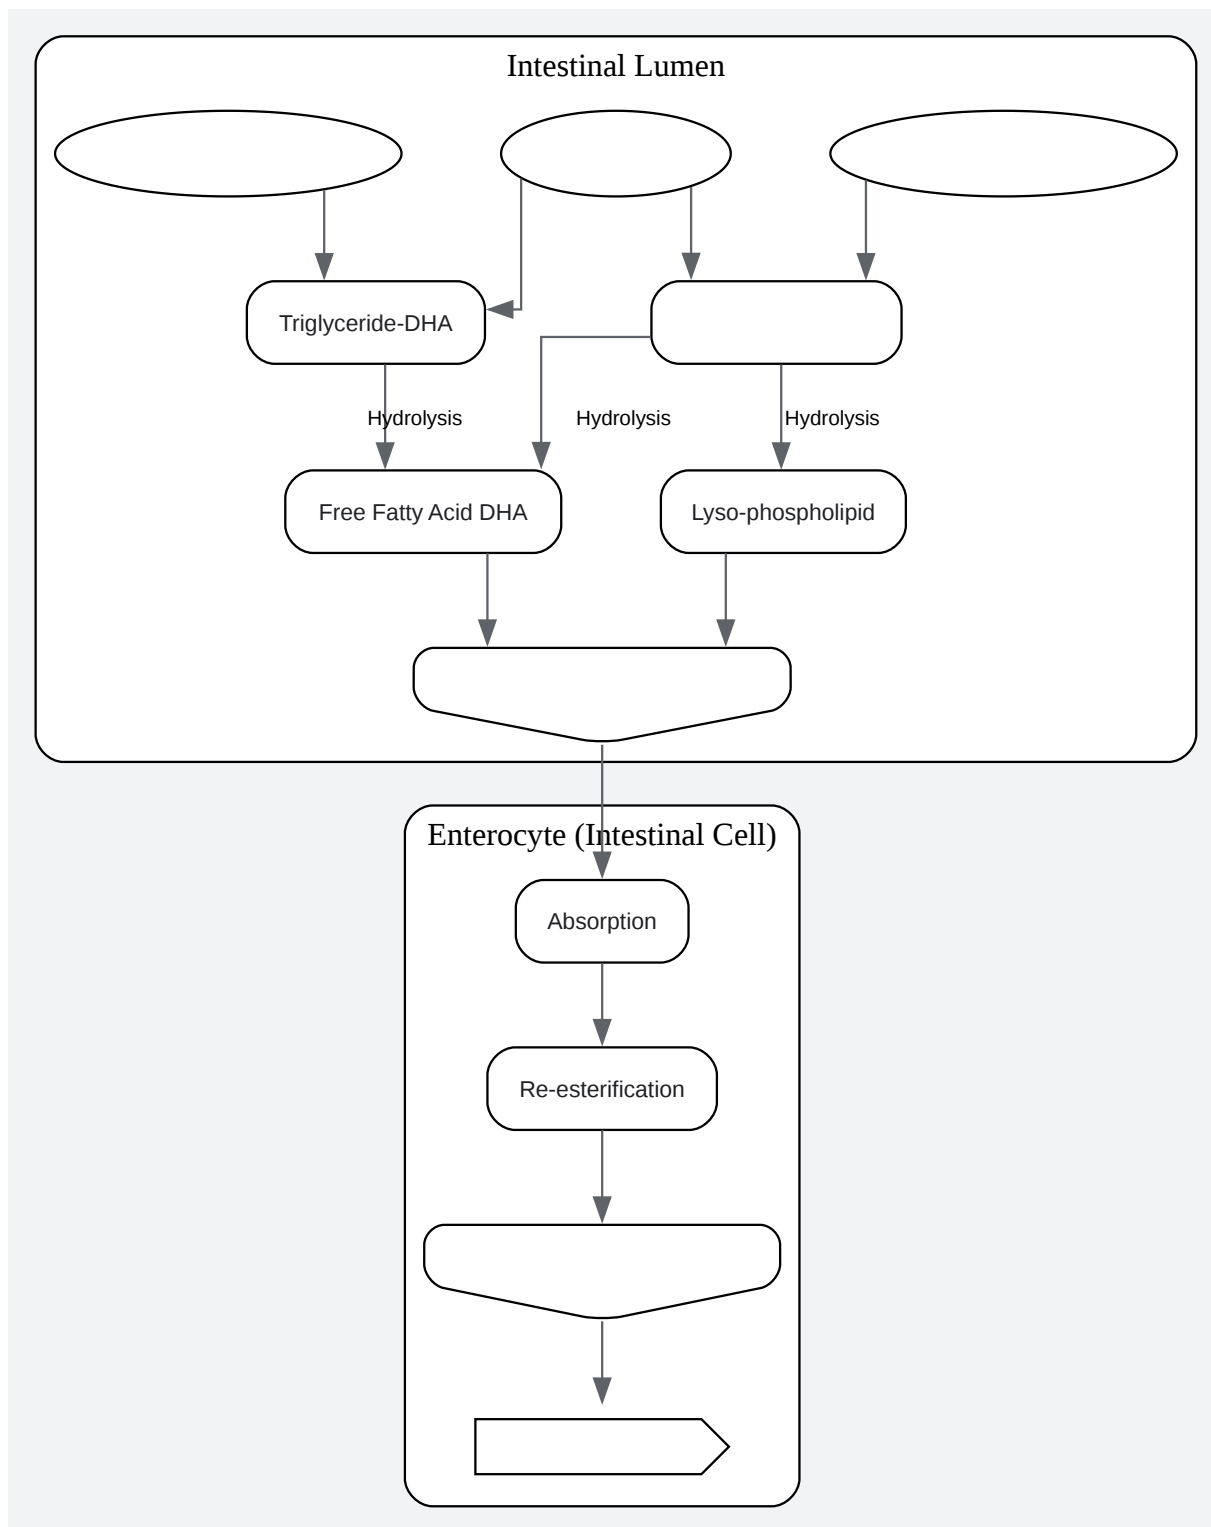 Intestinal Lumen
Triglyceride-DHA
Hydrolysis
Hydrolysis
Hydrolysis
Free Fatty Acid DHA
Lyso-phospholipid
Enterocyte (Intestinal Cell)
Absorption
Re-esterification